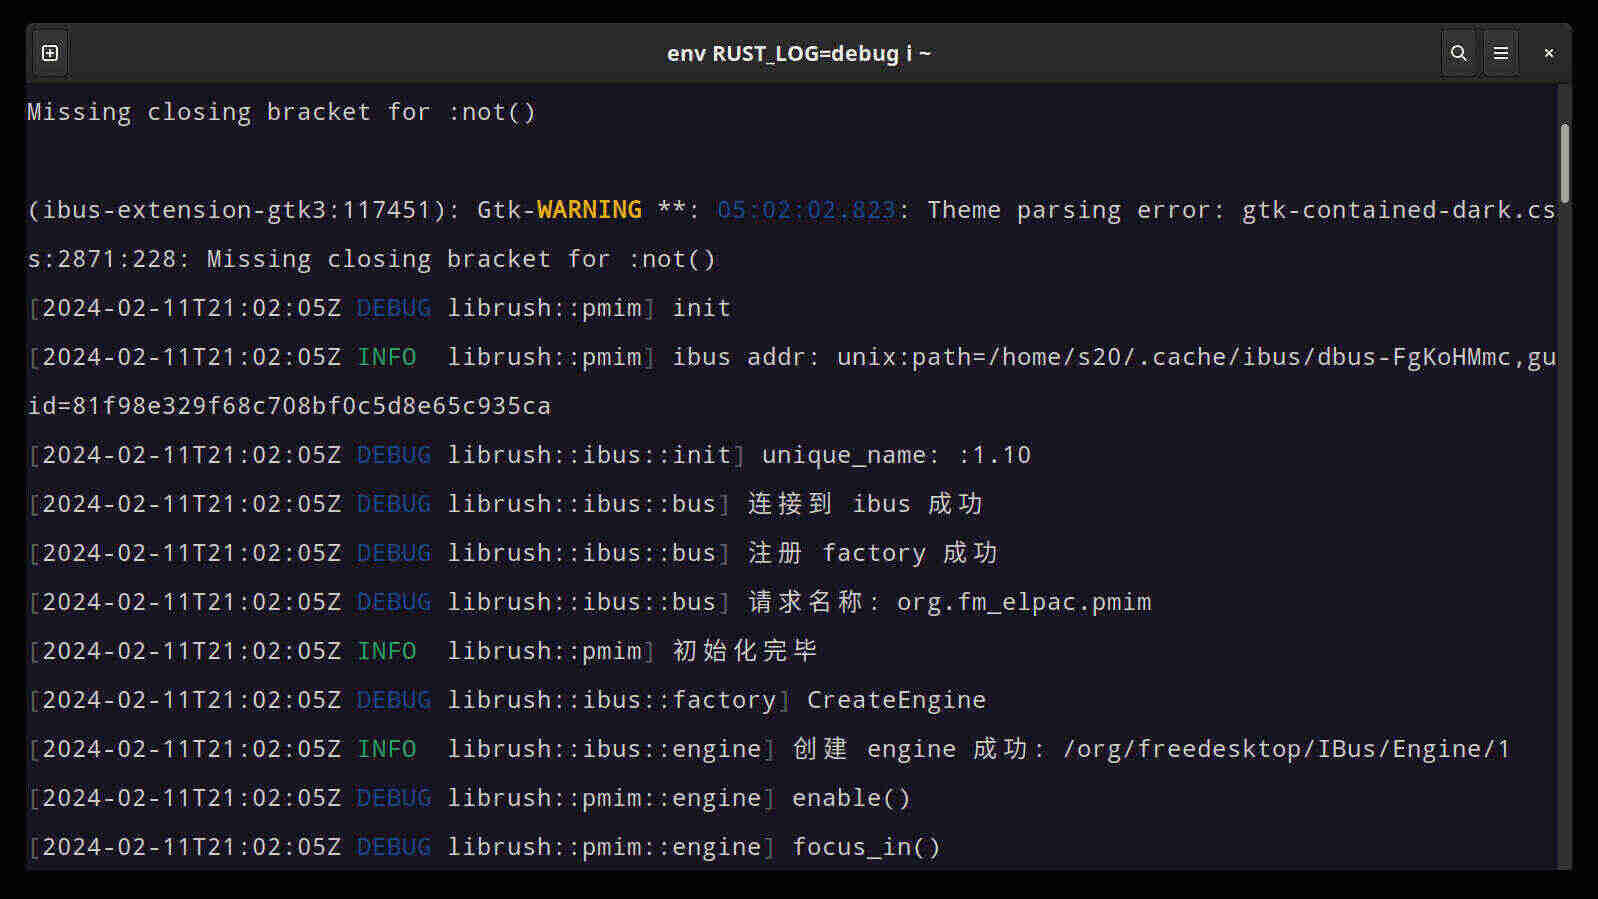 env RUST_LOG=debug i ~
Missing closing bracket for :not()
(ibus-extension-gtk3:117451): Gtk-WARNING **: 05:02:02.823: Theme parsing error: gtk-contained-dark.cs
s:2871:228: Missing closing bracket for :not()
[2024-02-11T21:02:05Z DEBUG librush::pmim] init
[2024-02-11T21:02:05Z INFO  librush::pmim] ibus addr: unix:path=/home/s20/.cache/ibus/dbus-FgKoHMmc,gu
id=81f98e329f68c708bf0c5d8e65c935ca
[2024-02-11T21:02:05Z DEBUG librush::ibus::init] unique_name: :1.10
[2024-02-11T21:02:05Z DEBUG librush::ibus::bus] 连接到 ibus 成功
[2024-02-11T21:02:05Z DEBUG librush::ibus::bus] 注册 factory 成功
[2024-02-11T21:02:05Z DEBUG librush::ibus::bus] 请求名称: org.fm_elpac.pmim
[2024-02-11T21:02:05Z INFO  librush::pmim] 初始化完毕
[2024-02-11T21:02:05Z DEBUG librush::ibus::factory] CreateEngine
[2024-02-11T21:02:05Z INFO  librush::ibus::engine] 创建 engine 成功: /org/freedesktop/IBus/Engine/1
[2024-02-11T21:02:05Z DEBUG librush::pmim::engine] enable()
[2024-02-11T21:02:05Z DEBUG librush::pmim::engine] focus_in()